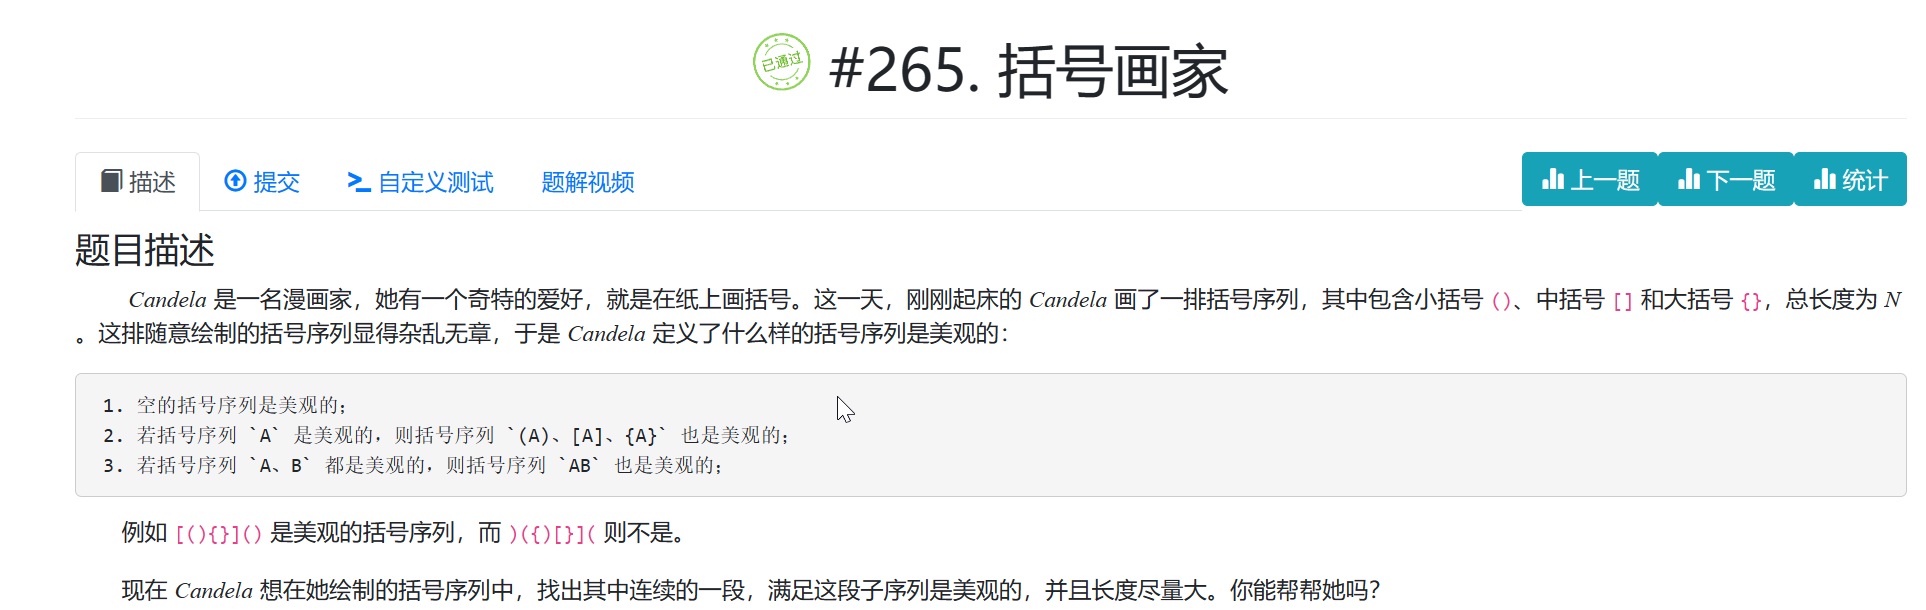 已通过 #265. 括号画家
描述 提交 自定义测试 题解视频 上一题 下一题 统计
题目描述
Candela 是一名漫画家，她有一个奇特的爱好，就是在纸上画括号。这一天，刚刚起床的 Candela 画了一排括号序列，其中包含小括号 ()、中括号 [] 和大括号 {}，总长度为 N
。这排随意绘制的括号序列显得杂乱无章，于是 Candela 定义了什么样的括号序列是美观的：
1. 空的括号序列是美观的；
2. 若括号序列 `A` 是美观的，则括号序列 `(A)、[A]、{A}` 也是美观的；
3. 若括号序列 `A、B` 都是美观的，则括号序列 `AB` 也是美观的；
例如 [(){}]() 是美观的括号序列，而 )({)[}]( 则不是。
现在 Candela 想在她绘制的括号序列中，找出其中连续的一段，满足这段子序列是美观的，并且长度尽量大。你能帮帮她吗？